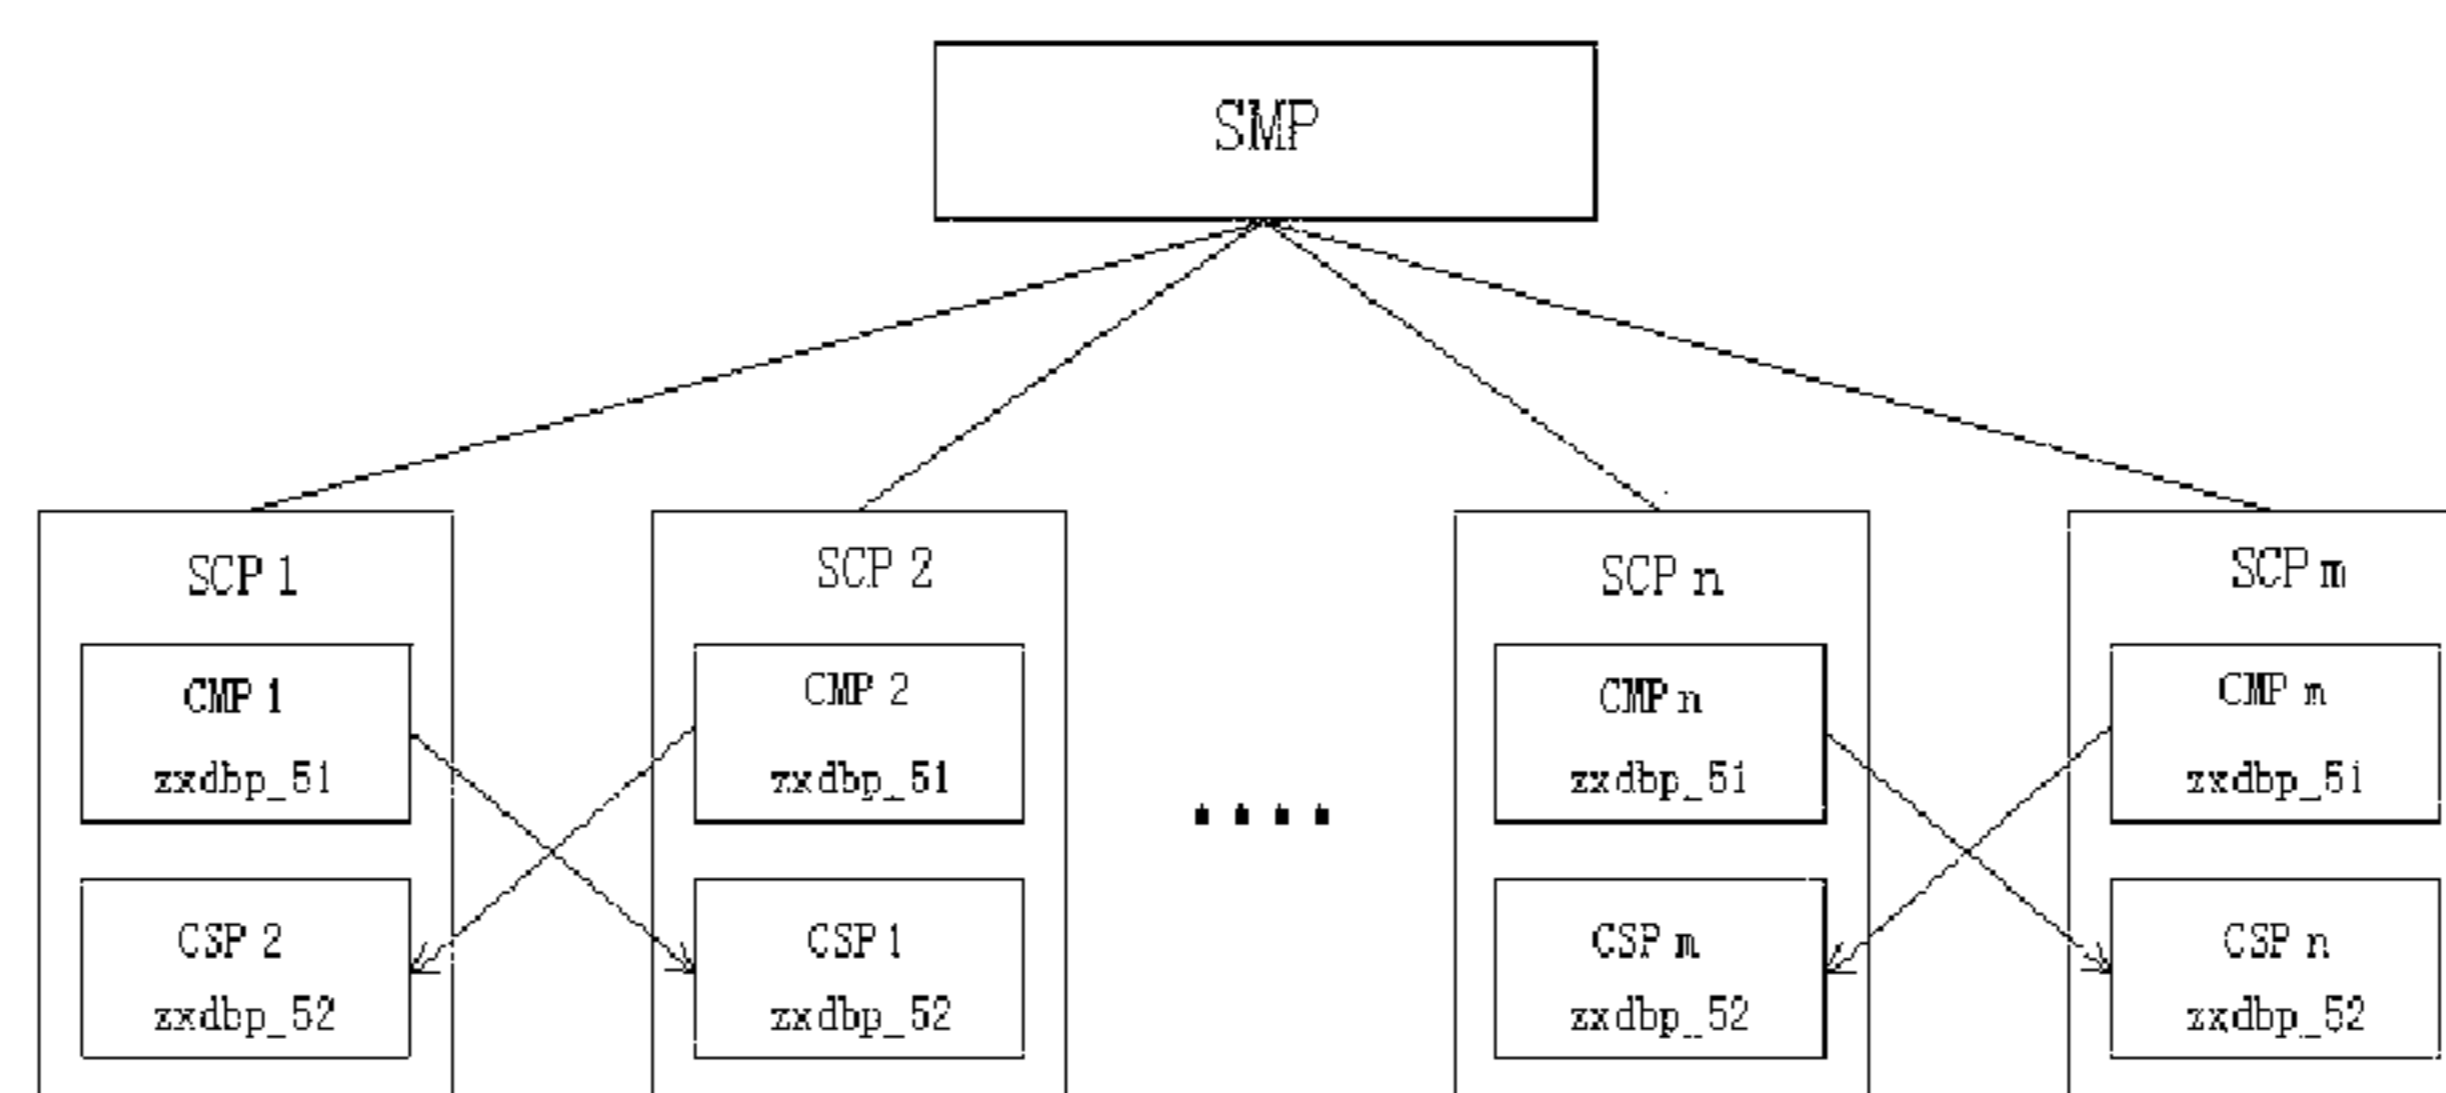 SMP
SCP 1
CMP 1
zxdbp_51
CSP 2
zxdbp_52
SCP 2
CMP 2
zxdbp_51
CSP 1
zxdbp_52
....
SCP n
CMP n
zxdbp_51
CSP m
zxdbp_52
SCP m
CMP m
zxdbp_51
CSP n
zxdbp_52